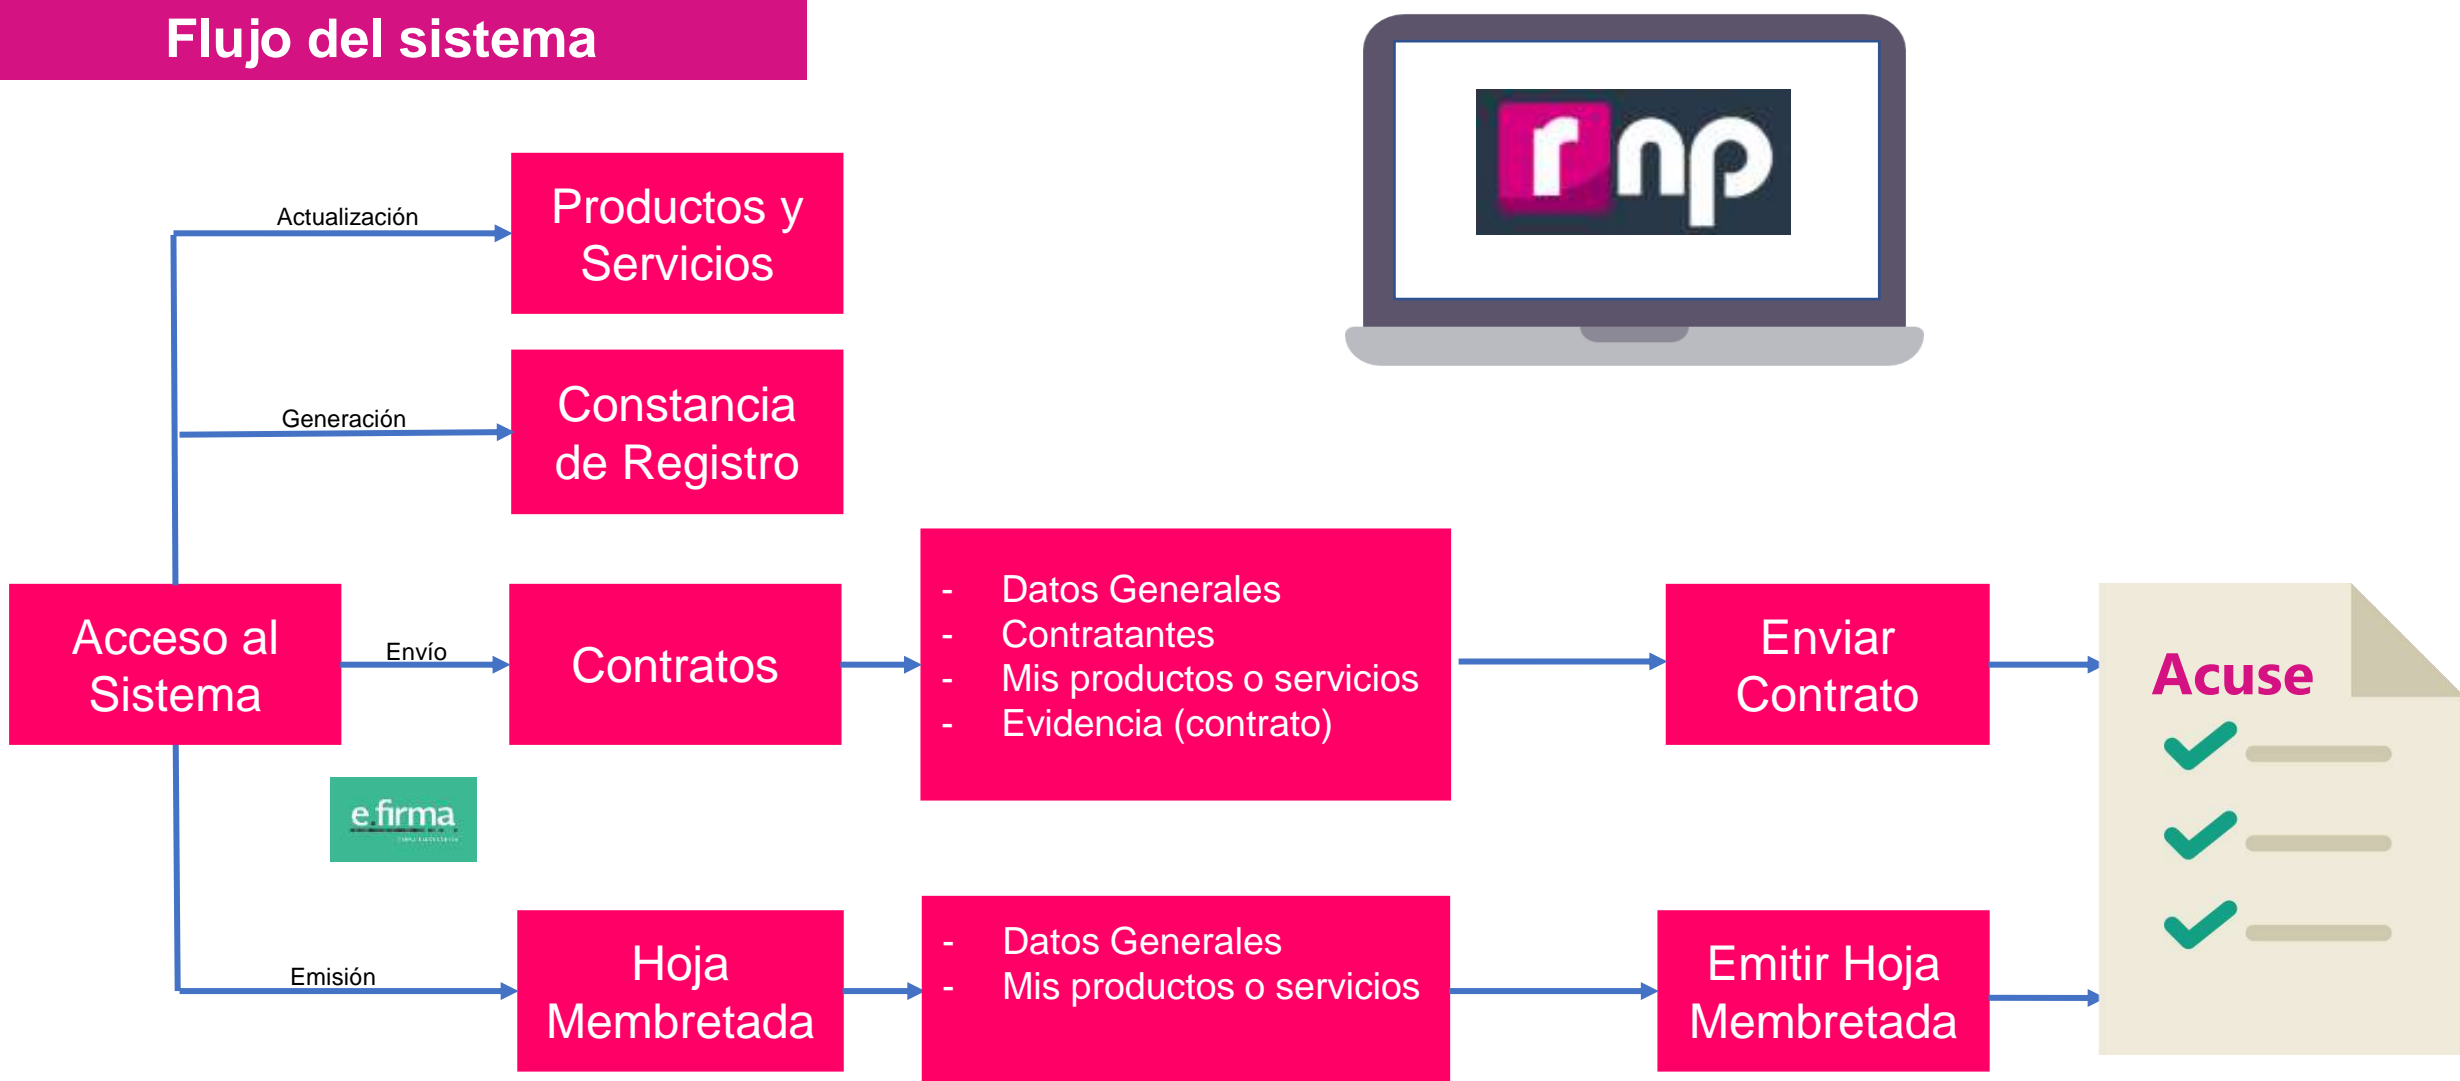 Flujo del sistema
rnp
Actualización
Productos y
Servicios
Generación
Constancia
de Registro
Acceso al
Sistema
Envío
Contratos
- Datos Generales
- Contratantes
- Mis productos o servicios
- Evidencia (contrato)
Enviar
Contrato
Acuse
e.firma
Emisión
Hoja
Membretada
- Datos Generales
- Mis productos o servicios
Emitir Hoja
Membretada